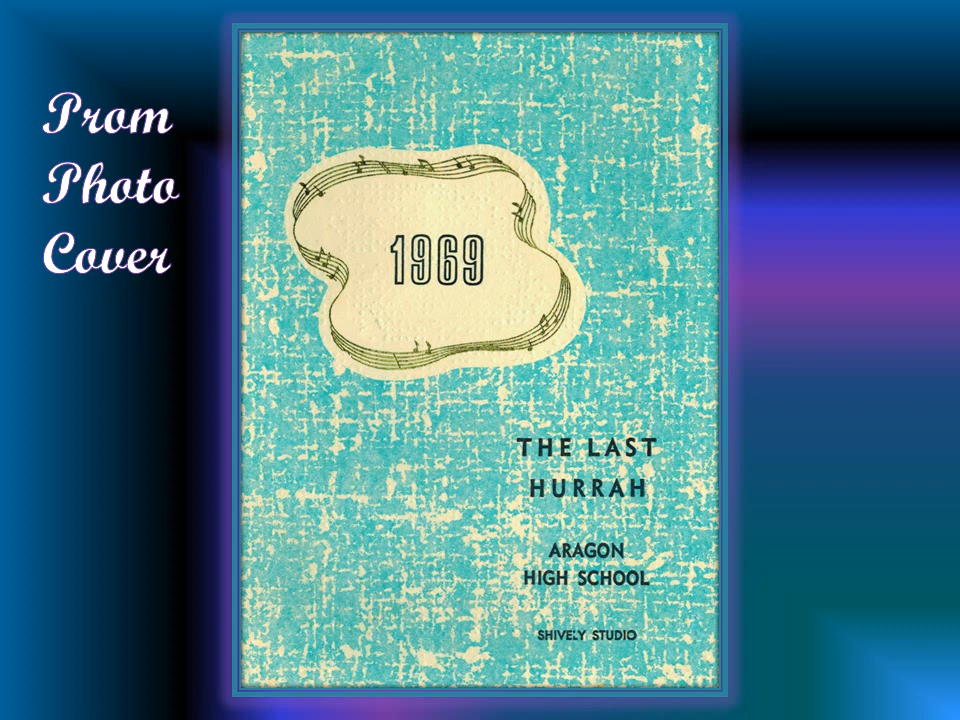 Prom
Photo
Cover
1969
THE LAST
HURRAH
ARAGON
HIGH SCHOOL
SHIVELY STUDIO